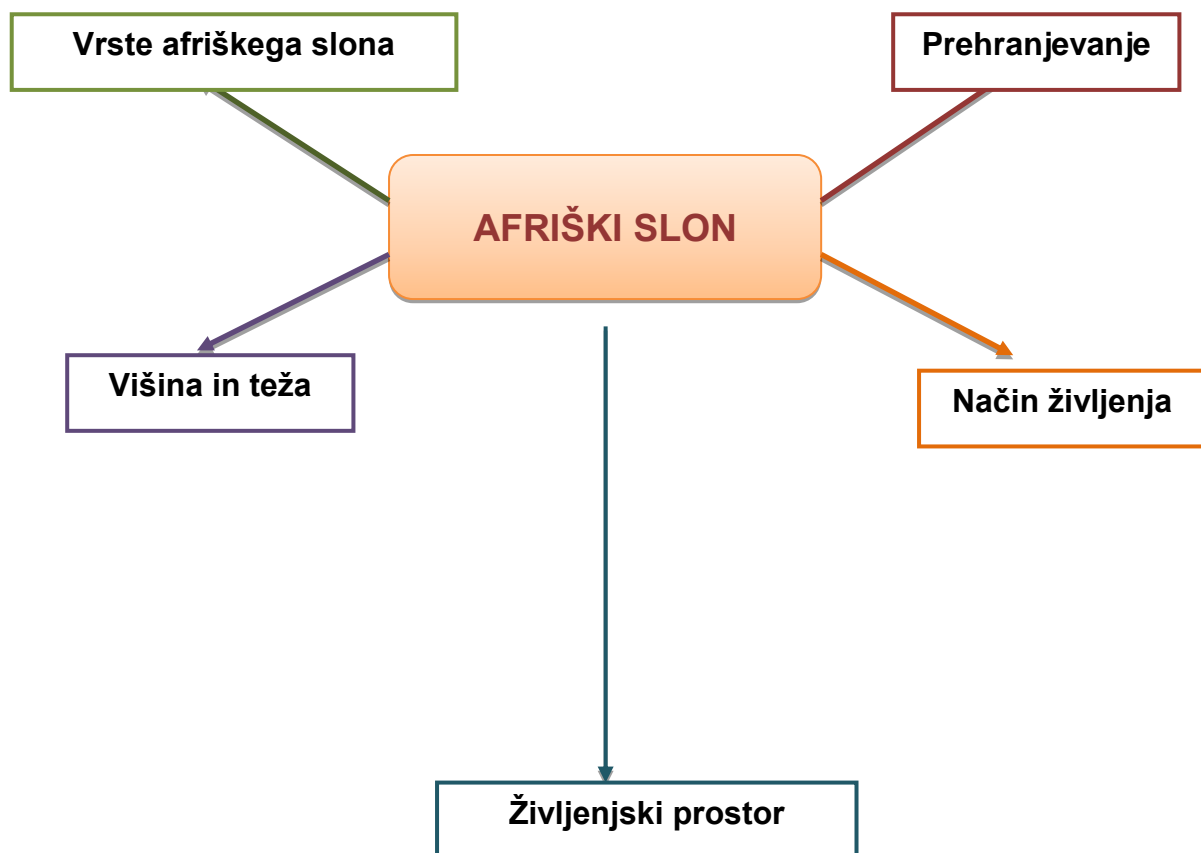 Vrste afriškega slona
Prehranjevanje
AFRIŠKI SLON
Višina in teža
Način življenja
Življenjski prostor